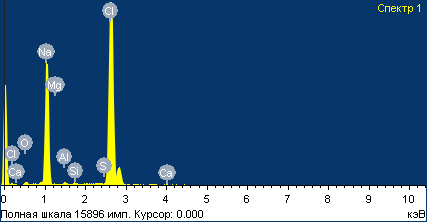 Спектр 1
Cl
Na
Mg
O
Cl
Al
S
Ca
Si
Ca
0 1 2 3 4 5 6 7 8 9 10
Полная шкала 15896 имп. Курсор: 0.000 кэВ